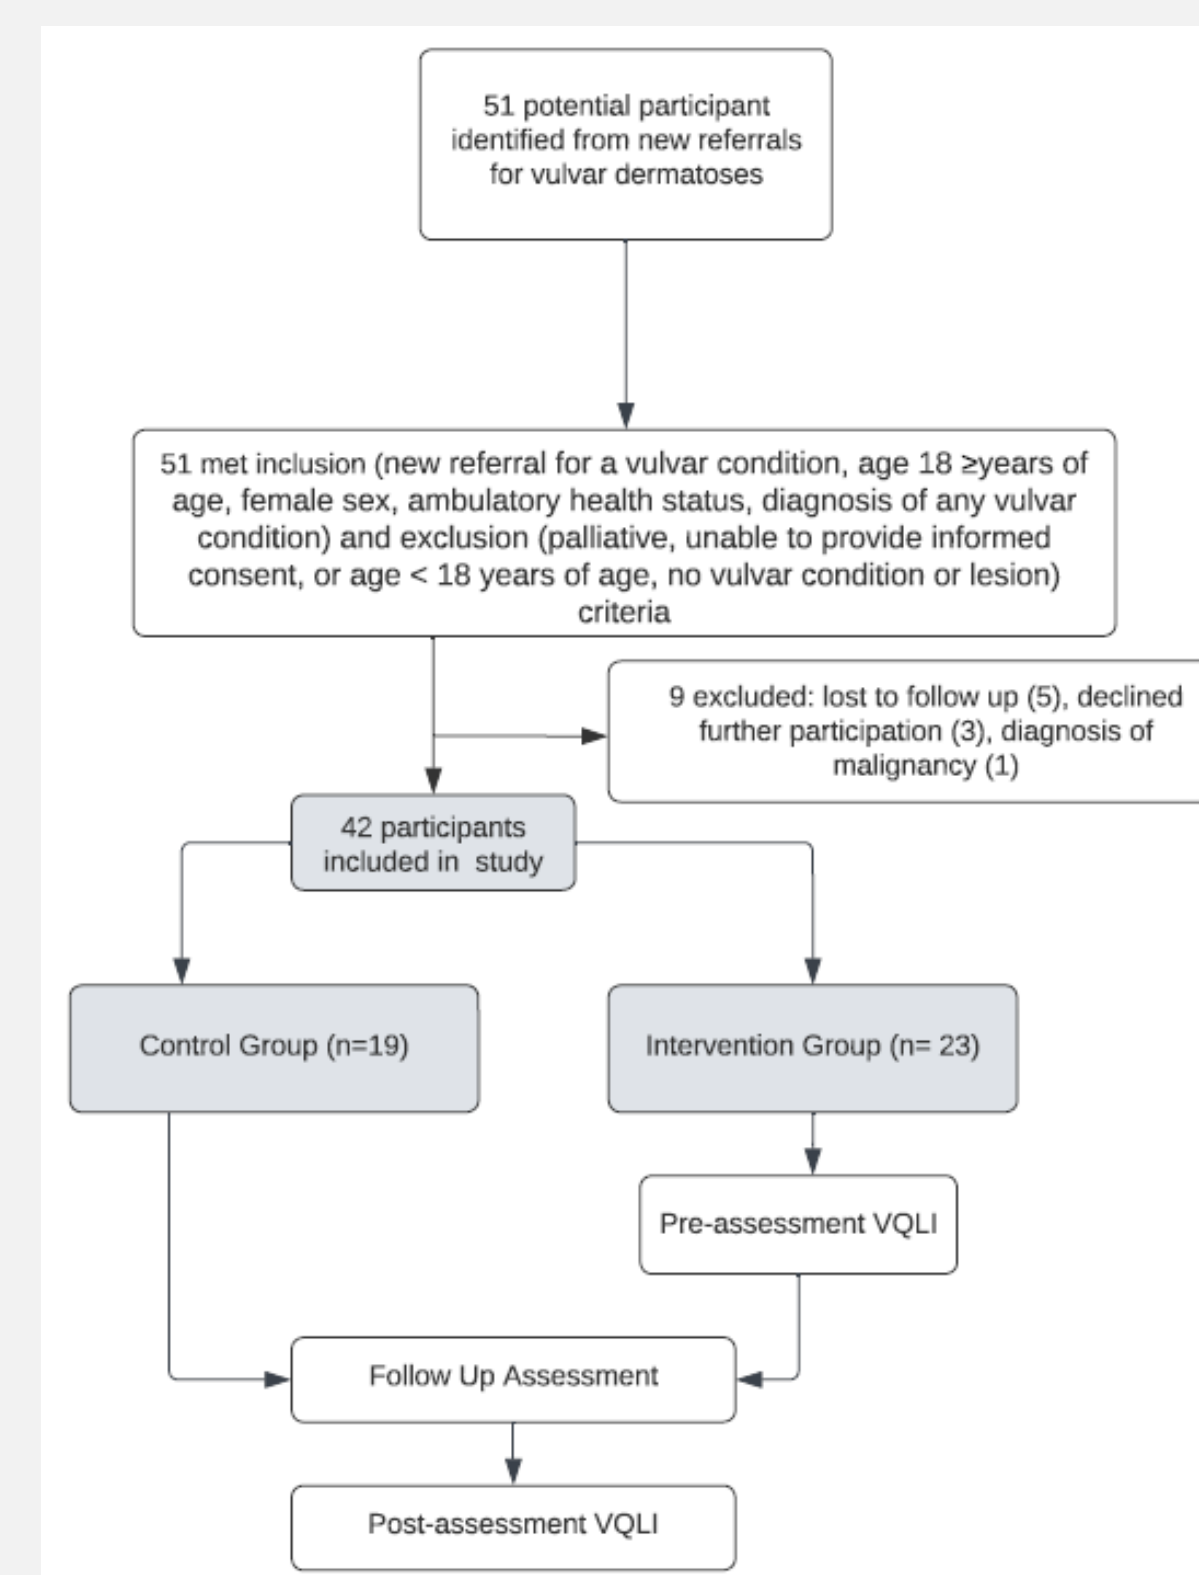 51 potential participant
identified from new referrals
for vulvar dermatoses
51 met inclusion (new referral for a vulvar condition, age 18 ≥years of
age, female sex, ambulatory health status, diagnosis of any vulvar
condition) and exclusion (palliative, unable to provide informed
consent, or age < 18 years of age, no vulvar condition or lesion)
criteria
9 excluded: lost to follow up (5), declined
further participation (3), diagnosis of
malignancy (1)
42 participants
included in study
Control Group (n=19)
Intervention Group (n= 23)
Pre-assessment VQLI
Follow Up Assessment
Post-assessment VQLI